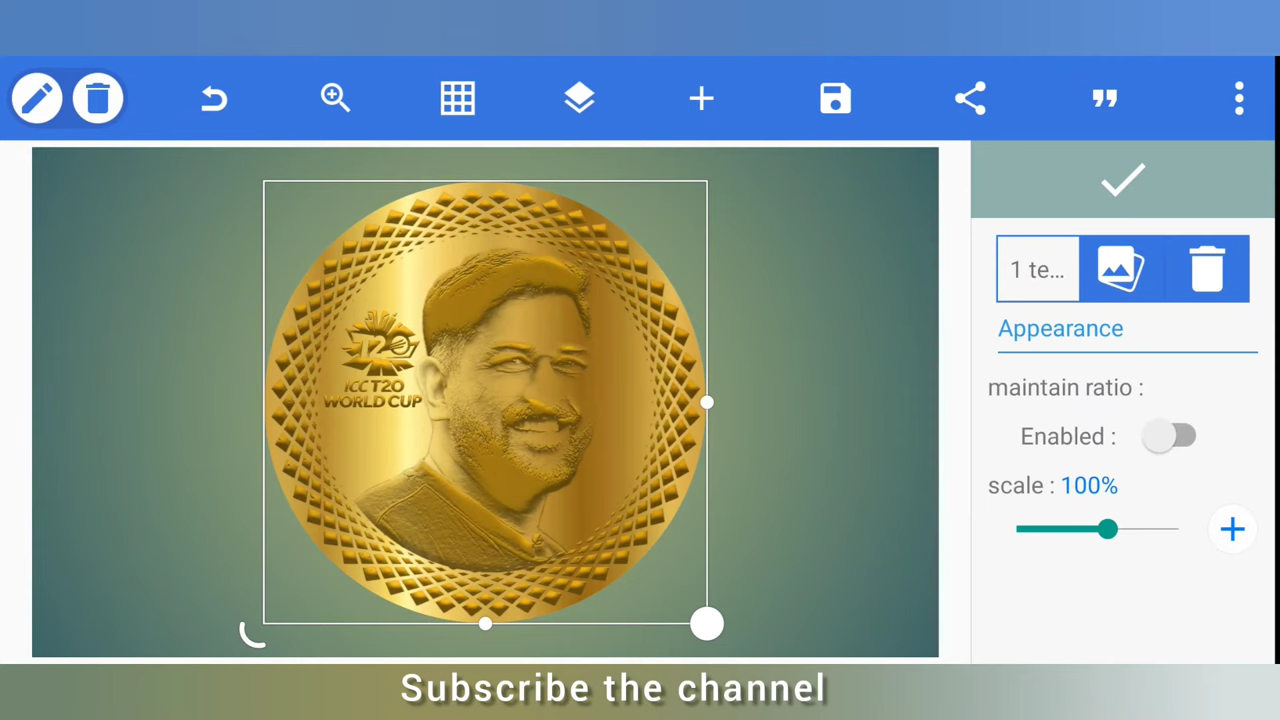 1 te...
Appearance
maintain ratio :
Enabled :
scale : 100%
T20
ICC T20
WORLD CUP
Subscribe the channel